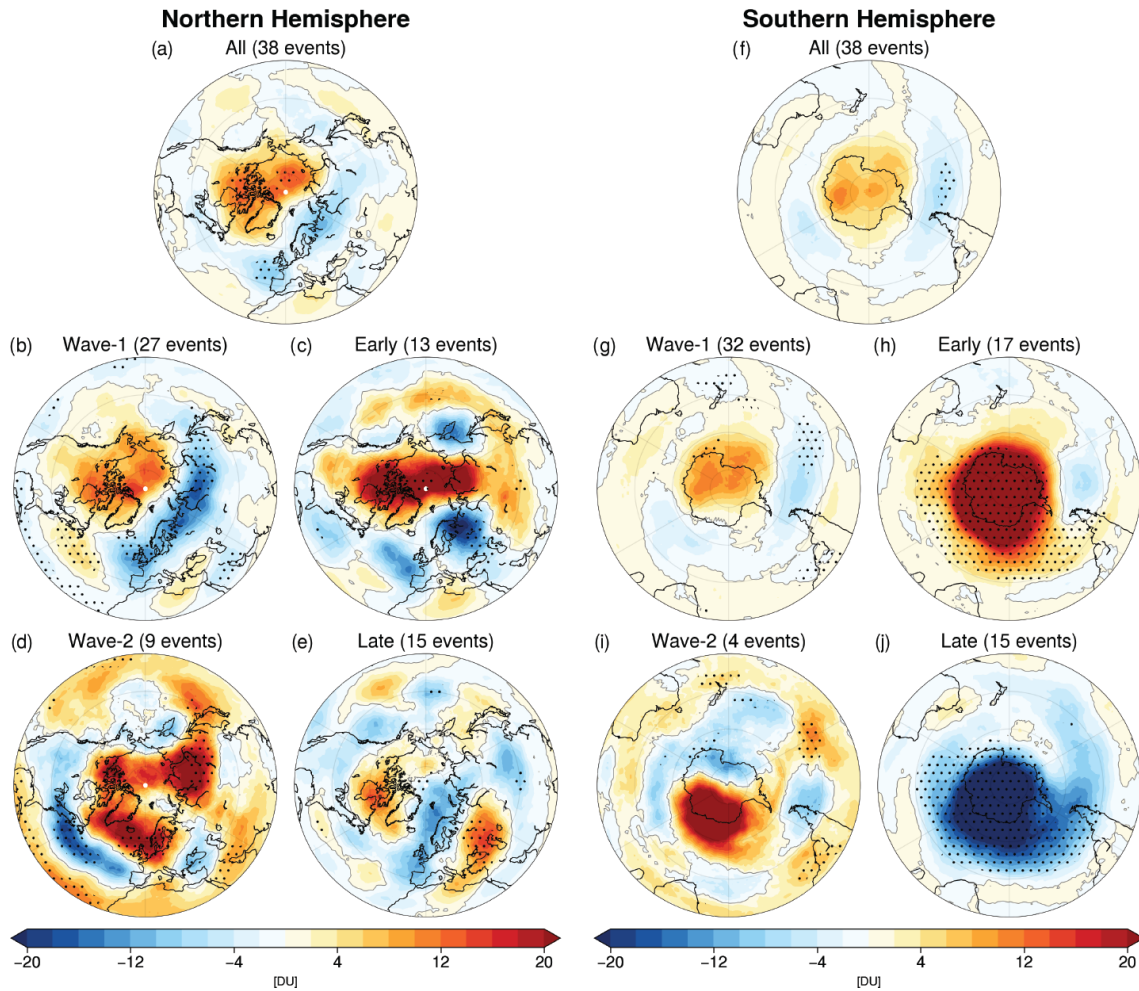 Northern Hemisphere
Southern Hemisphere
(a) All (38 events)
(f) All (38 events)
(b) Wave-1 (27 events)
(c) Early (13 events)
(g) Wave-1 (32 events)
(h) Early (17 events)
(d) Wave-2 (9 events)
(e) Late (15 events)
(i) Wave-2 (4 events)
(j) Late (15 events)
−20 −12 −4 4 12 20
[DU]
−20 −12 −4 4 12 20
[DU]